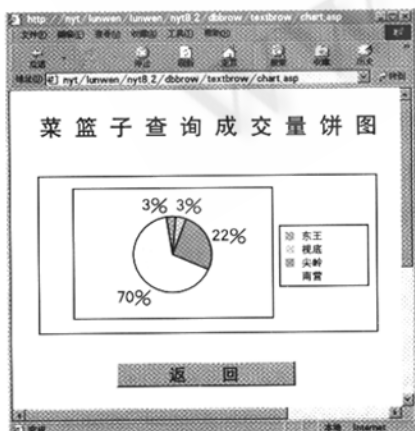 http://nyt/lunwen/nyt8.2/dbbrow/textbrow/chart.asp
nyt/lunwen/nyt8.2/dbbrow/textbrow/chart.asp
菜篮子查询成交量饼图
3% 3%
22%
70%
东王
视底
尖岭
南营
返 回
本地 Internet